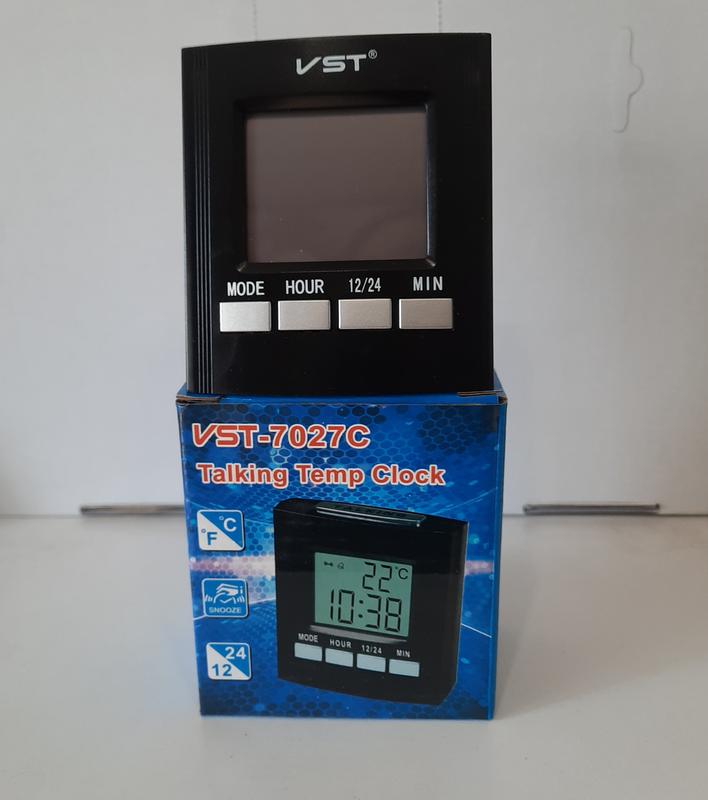 VST®
MODE HOUR 12/24 MIN
VST-7027C
Talking Temp Clock
°C
°F
SNOOZE
24
12
22°C
10:38
MODE HOUR 12/24 MIN